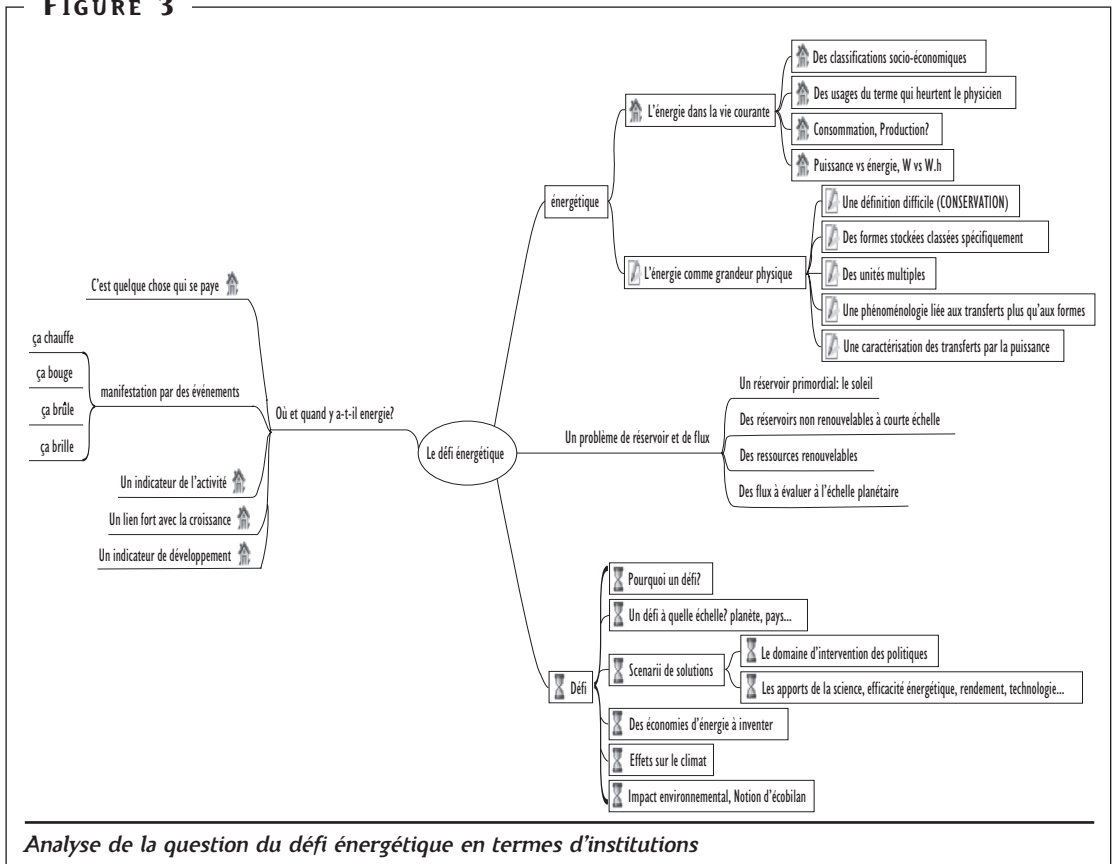 FIGURE 3
Des classifications socio-économiques
L'énergie dans la vie courante
Des usages du terme qui heurtent le physicien
Consommation, Production?
Puissance vs énergie, W vs W.h
énergétique
Une définition difficile (CONSERVATION)
Des formes stockées classées spécifiquement
L'énergie comme grandeur physique
Des unités multiples
Une phénoménologie liée aux transferts plus qu'aux formes
Une caractérisation des transferts par la puissance
C'est quelque chose qui se paye
ça chauffe
ça bouge
manifestation par des événements
ça brûle
ça brille
Où et quand y a-t-il energie?
Un indicateur de l'activité
Un lien fort avec la croissance
Un indicateur de développement
Le défi énergétique
Un problème de réservoir et de flux
Un réservoir primordial: le soleil
Des réservoirs non renouvelables à courte échelle
Des ressources renouvelables
Des flux à évaluer à l'échelle planétaire
Défi
Pourquoi un défi?
Un défi à quelle échelle? planète, pays...
Scenarii de solutions
Le domaine d'intervention des politiques
Les apports de la science, efficacité énergétique, rendement, technologie...
Des économies d'énergie à inventer
Effets sur le climat
Impact environnemental, Notion d'écobilan
Analyse de la question du défi énergétique en termes d'institutions